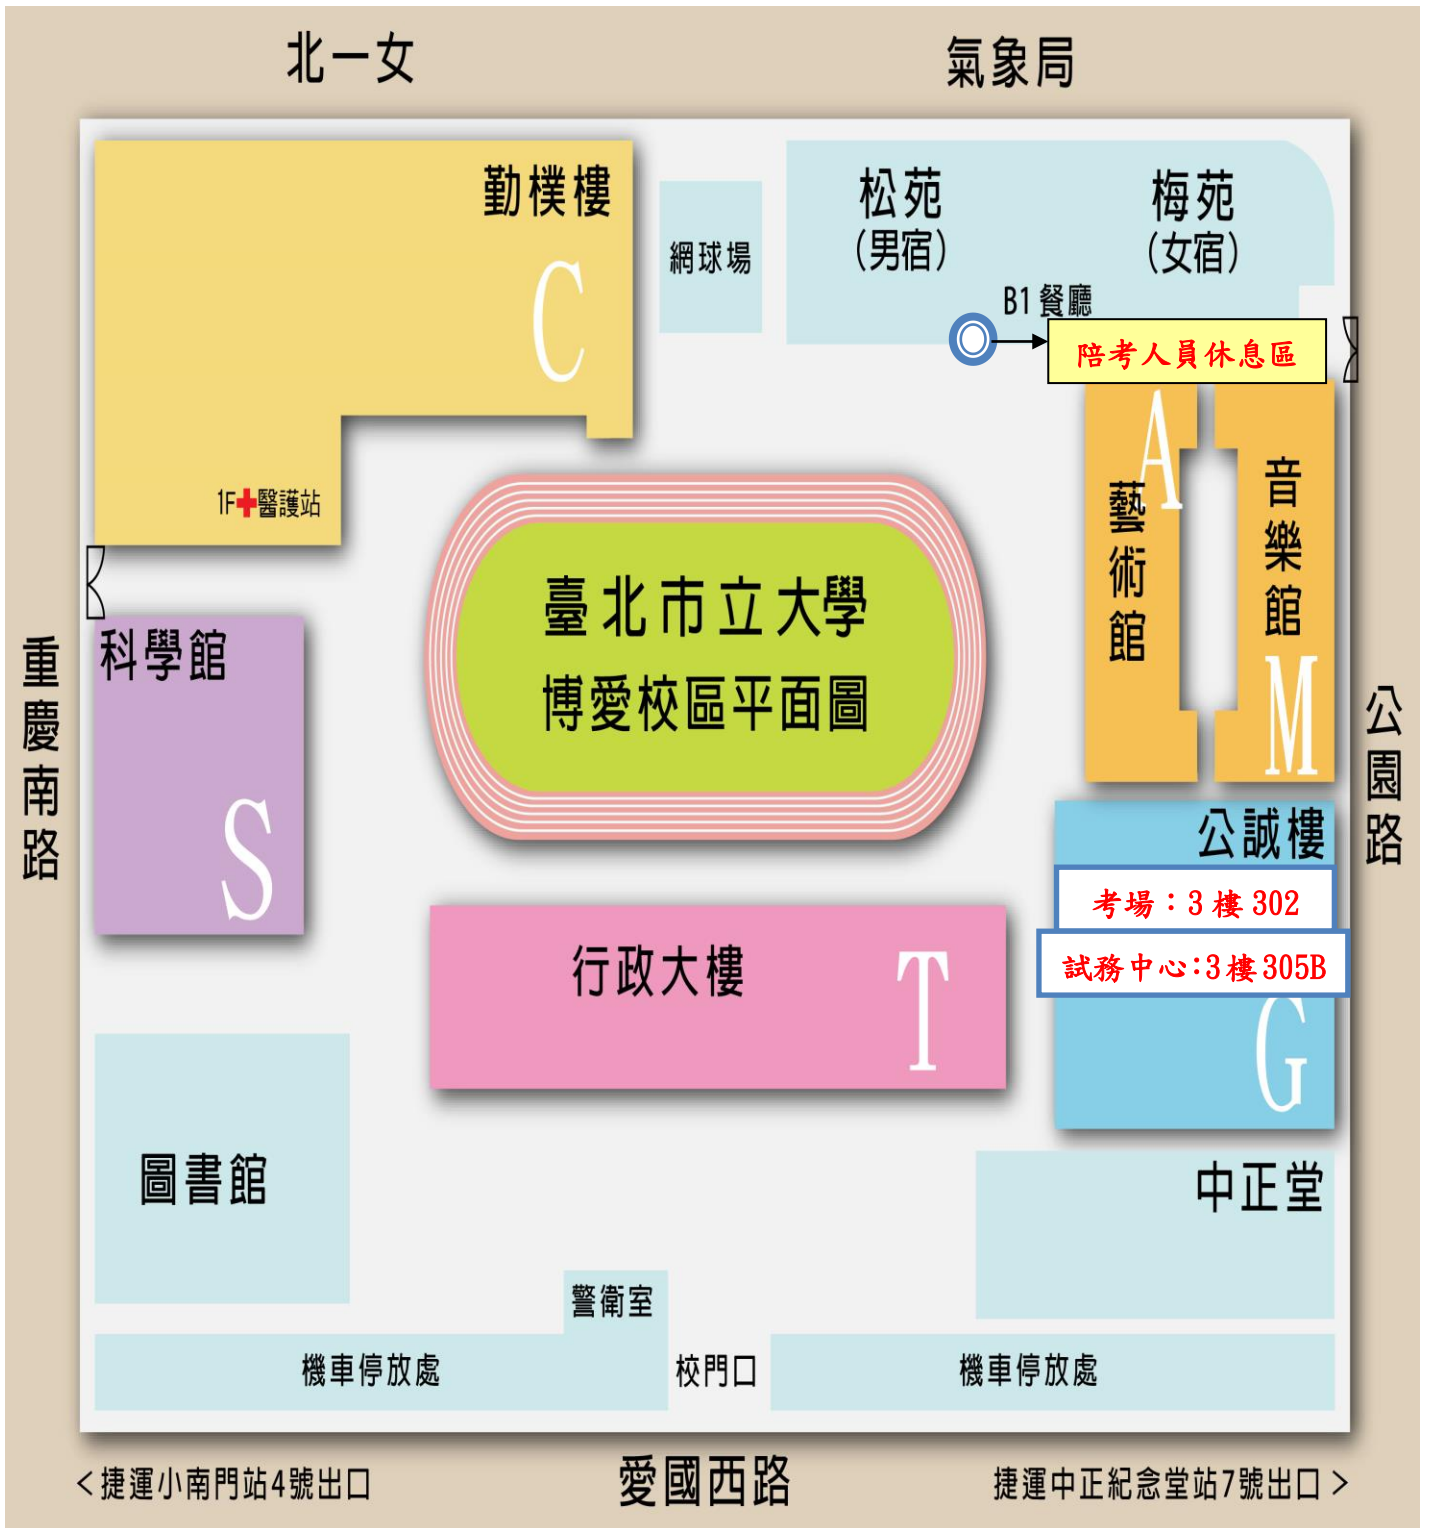 北一女
氣象局
勤樸樓
C
網球場
松苑
(男宿)
梅苑
(女宿)
B1 餐廳
陪考人員休息區
1F醫護站
A
藝術館
音樂館
M
臺北市立大學
博愛校區平面圖
科學館
S
重慶南路
公園路
公誠樓
考場：3樓 302
試務中心:3樓305B
G
行政大樓
T
圖書館
中正堂
警衛室
機車停放處
校門口
機車停放處
<捷運小南門站4號出口
愛國西路
捷運中正紀念堂站7號出口>